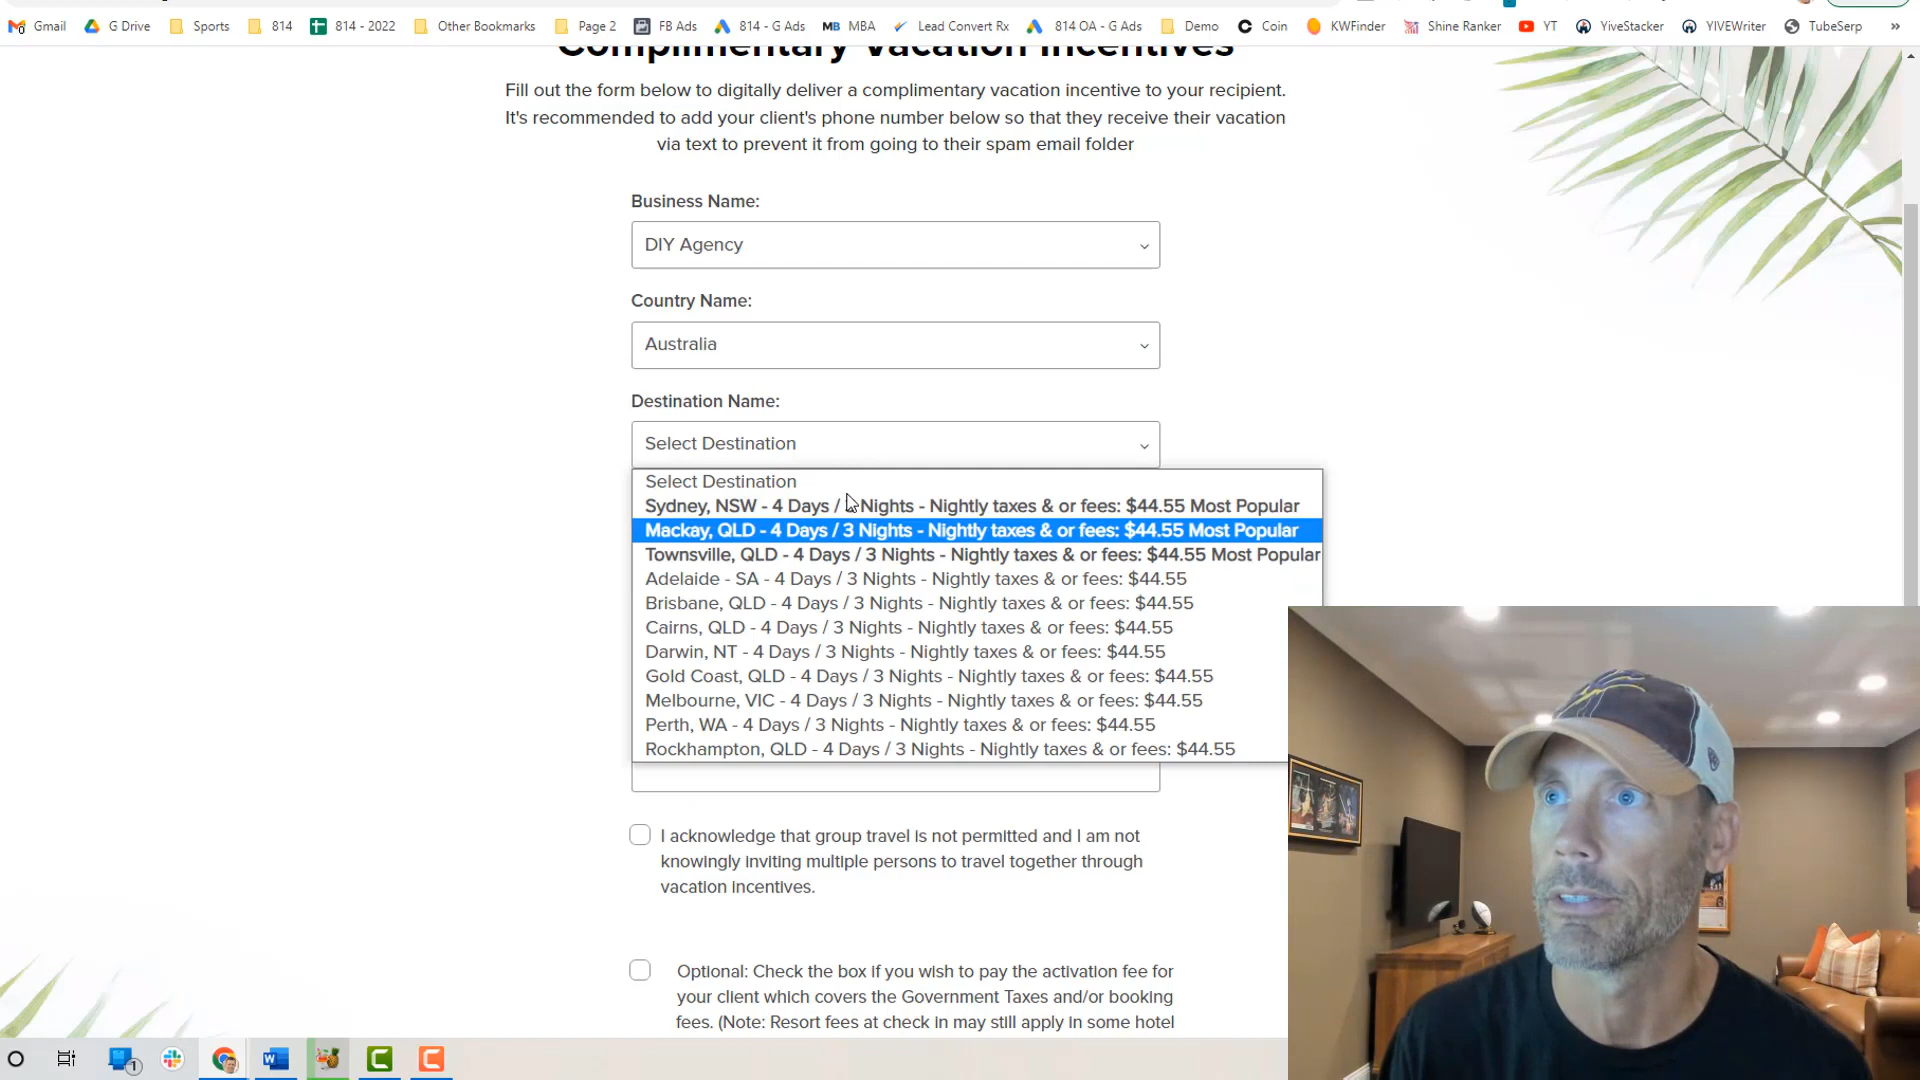 Gmail G Drive Sports 814 814 - 2022 Other Bookmarks Page 2 FB Ads 814 - G Ads MB MBA Lead Convert Rx 814 OA - G Ads Demo Coin KWFinder Shine Ranker YT YiveStacker YIVEWriter TubeSerp »
Complimentary Vacation Incentives
Fill out the form below to digitally deliver a complimentary vacation incentive to your recipient.
It's recommended to add your client's phone number below so that they receive their vacation
via text to prevent it from going to their spam email folder
Business Name:
DIY Agency
Country Name:
Australia
Destination Name:
Select Destination
Select Destination
Sydney, NSW - 4 Days / Nights - Nightly taxes & or fees: $44.55 Most Popular
Mackay, QLD - 4 Days / 3 Nights - Nightly taxes & or fees: $44.55 Most Popular
Townsville, QLD - 4 Days / 3 Nights - Nightly taxes & or fees: $44.55 Most Popular
Adelaide - SA - 4 Days / 3 Nights - Nightly taxes & or fees: $44.55
Brisbane, QLD - 4 Days / 3 Nights - Nightly taxes & or fees: $44.55
Cairns, QLD - 4 Days / 3 Nights - Nightly taxes & or fees: $44.55
Darwin, NT - 4 Days / 3 Nights - Nightly taxes & or fees: $44.55
Gold Coast, QLD - 4 Days / 3 Nights - Nightly taxes & or fees: $44.55
Melbourne, VIC - 4 Days / 3 Nights - Nightly taxes & or fees: $44.55
Perth, WA - 4 Days / 3 Nights - Nightly taxes & or fees: $44.55
Rockhampton, QLD - 4 Days / 3 Nights - Nightly taxes & or fees: $44.55
I acknowledge that group travel is not permitted and I am not
knowingly inviting multiple persons to travel together through
vacation incentives.
Optional: Check the box if you wish to pay the activation fee for
your client which covers the Government Taxes and/or booking
fees. (Note: Resort fees at check in may still apply in some hotel
1